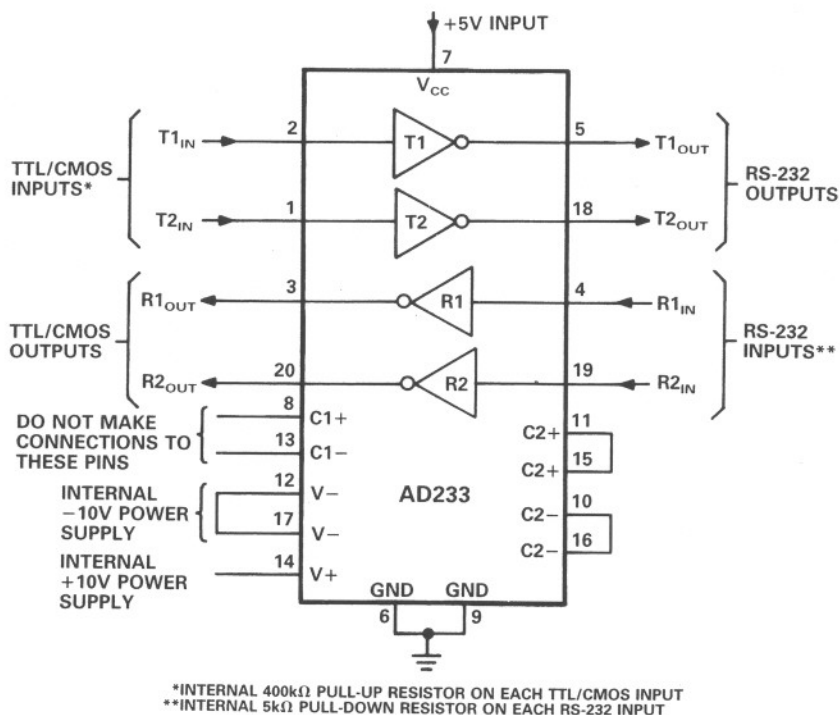 +5V INPUT
7
VCC
TTL/CMOS
INPUTS*
T1IN
2
T1
5
T1OUT
T2IN
1
T2
18
T2OUT
RS-232
OUTPUTS
TTL/CMOS
OUTPUTS
R1OUT
3
R1
4
R1IN
R2OUT
20
R2
19
R2IN
RS-232
INPUTS**
DO NOT MAKE
CONNECTIONS TO
THESE PINS
8
C1+
13
C1-
INTERNAL
-10V POWER
SUPPLY
12
V-
17
V-
INTERNAL
+10V POWER
SUPPLY
14
V+
AD233
11
C2+
15
C2+
10
C2-
16
C2-
GND
GND
6
9
*INTERNAL 400kΩ PULL-UP RESISTOR ON EACH TTL/CMOS INPUT
**INTERNAL 5kΩ PULL-DOWN RESISTOR ON EACH RS-232 INPUT